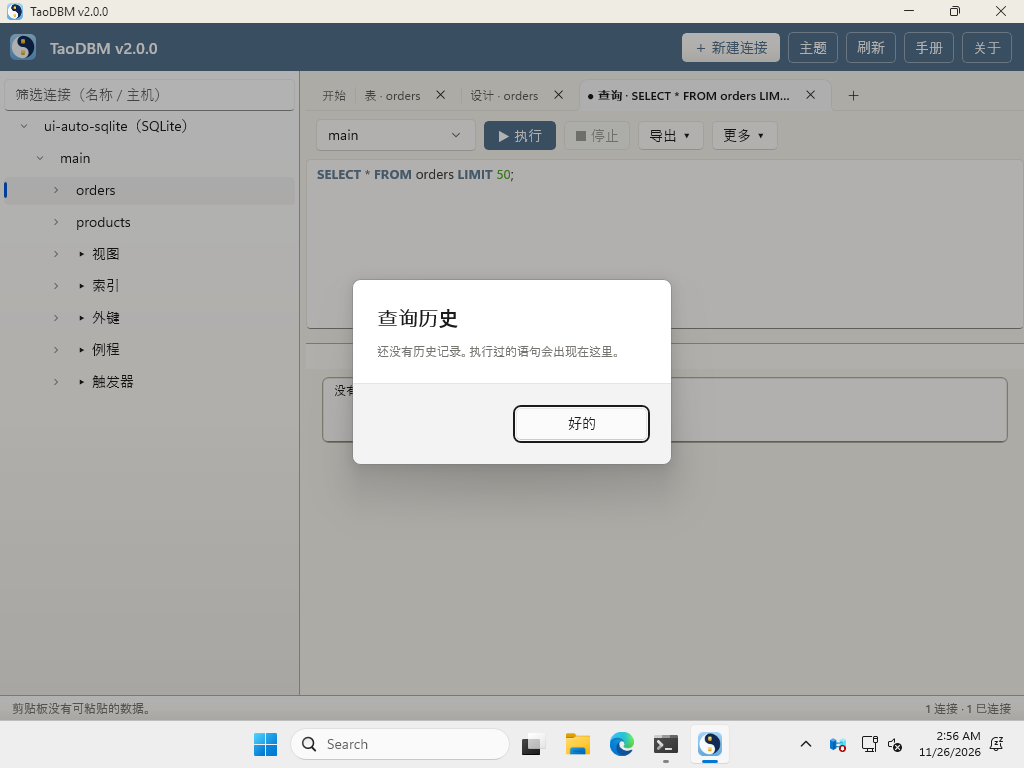 TaoDBM v2.0.0
TaoDBM v2.0.0
+ 新建连接 主题 刷新 手册 关于
筛选连接（名称 / 主机）
开始 表 · orders 设计 · orders ● 查询 · SELECT * FROM orders LIM...
ui-auto-sqlite（SQLite）
main
orders
products
视图
索引
外键
例程
触发器
main 执行 停止 导出 更多
SELECT * FROM orders LIMIT 50;
没有
查询历史
还没有历史记录。执行过的语句会出现在这里。
好的
剪贴板没有可粘贴的数据。
1 连接 · 1 已连接
Search
2:56 AM
11/26/2026